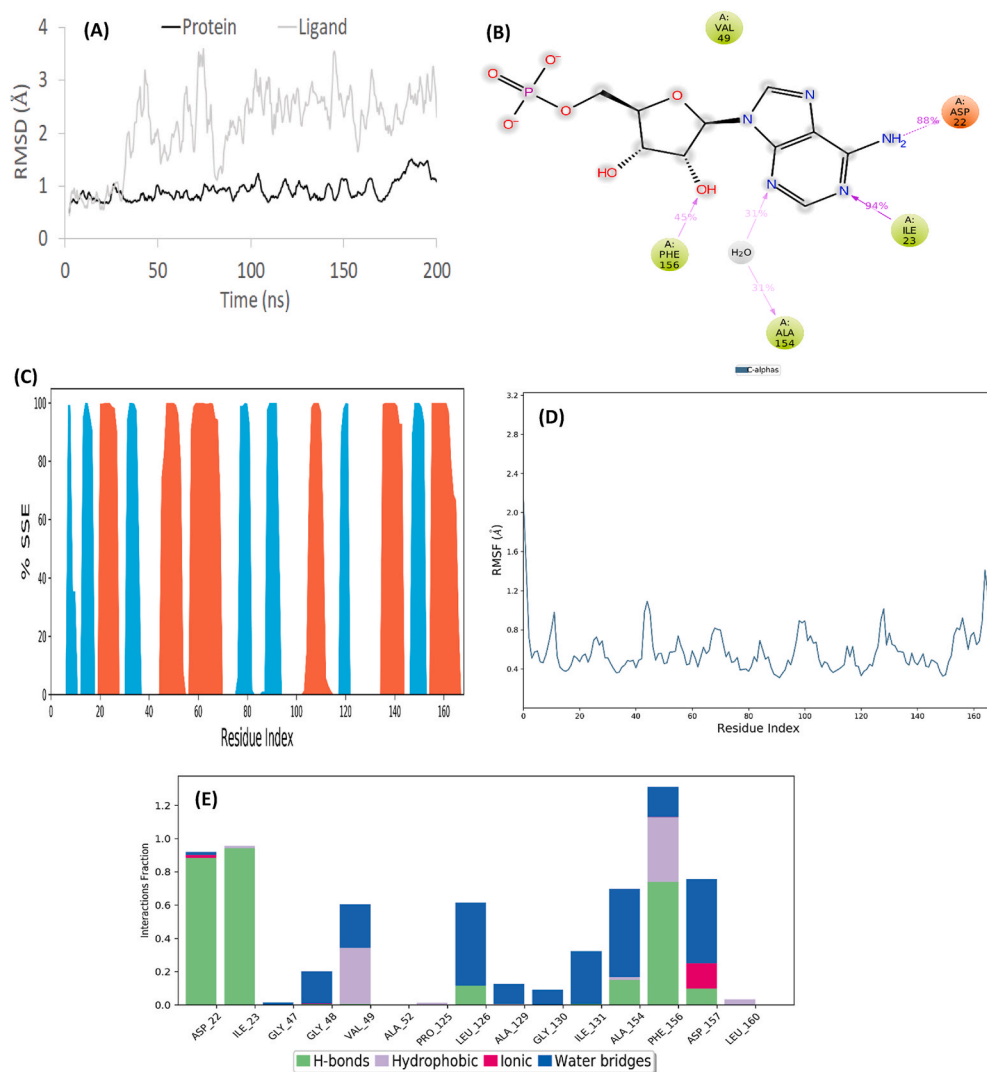 (A)
Protein
Ligand
RMSD (Å)
4
3
2
1
0
0
50
100
150
200
Time (ns)
(B)
A:
VAL
49
O
O⁻
P
O⁻
O
O
HO
OH
N
N
N
N
NH₂
88%
A:
ASP
22
94%
A:
ILE
23
45%
A:
PHE
156
31%
H₂O
31%
A:
ALA
154
(C)
% SSE
100
80
60
40
20
0
0
20
40
60
80
100
120
140
160
Residue Index
C-alphas
(D)
RMSF (Å)
3.2
2.8
2.4
2.0
1.6
1.2
0.8
0.4
0
20
40
60
80
100
120
140
160
Residue Index
(E)
Interactions Fraction
1.2
1.0
0.8
0.6
0.4
0.2
0.0
ASP_22
ILE_23
GLY_47
GLY_48
VAL_49
ALA_52
PRO_125
LEU_126
ALA_129
GLY_130
ILE_131
ALA_154
PHE_156
ASP_157
LEU_160
H-bonds
Hydrophobic
Ionic
Water bridges